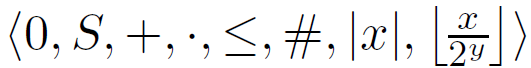 ⟨0, S, +, ·, ≤, #, |x|, ⌊x/2^y⌋⟩